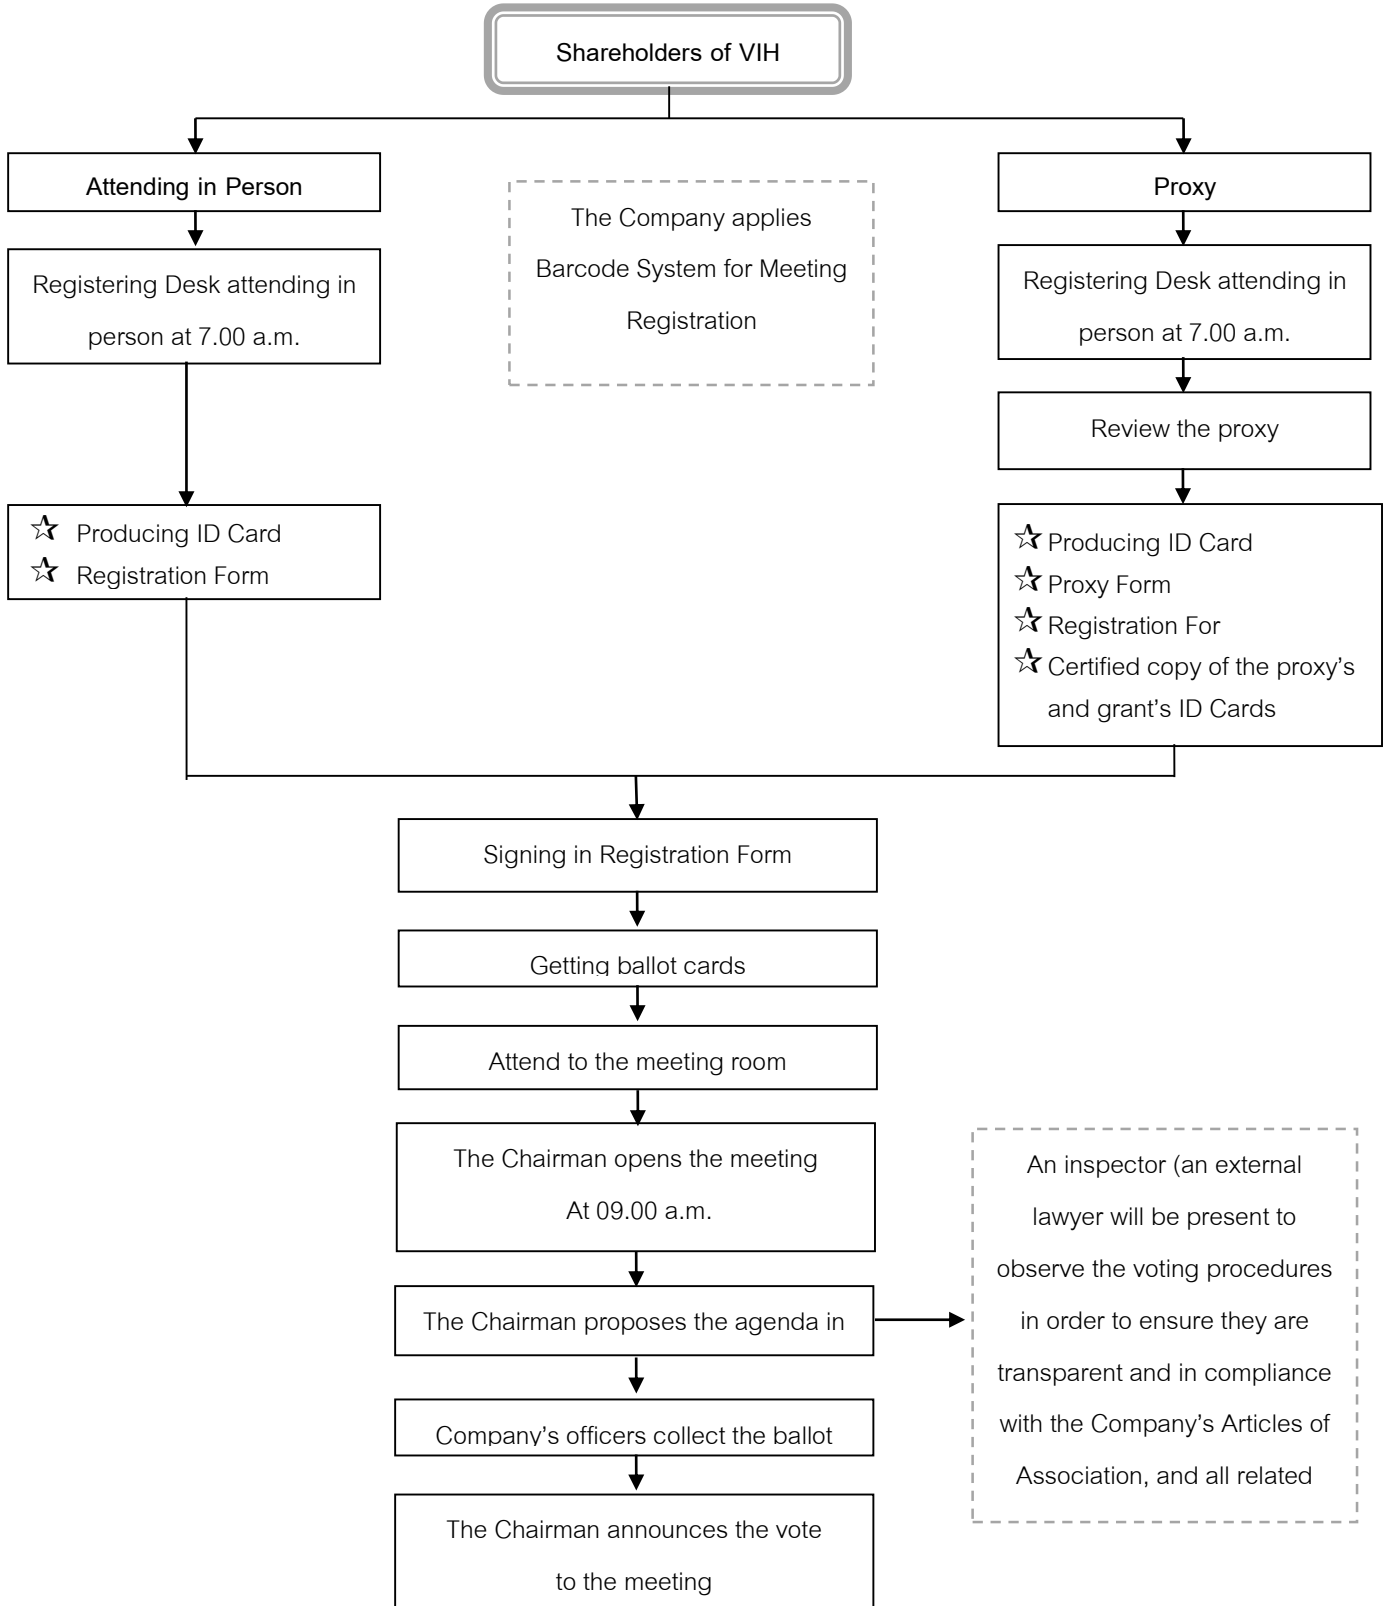 Shareholders of VIH
Attending in Person
Registering Desk attending in
person at 7.00 a.m.
☆ Producing ID Card
☆ Registration Form
The Company applies
Barcode System for Meeting
Registration
Proxy
Registering Desk attending in
person at 7.00 a.m.
Review the proxy
☆ Producing ID Card
☆ Proxy Form
☆ Registration For
☆ Certified copy of the proxy’s
and grant’s ID Cards
Signing in Registration Form
Getting ballot cards
Attend to the meeting room
The Chairman opens the meeting
At 09.00 a.m.
The Chairman proposes the agenda in
Company’s officers collect the ballot
The Chairman announces the vote
to the meeting
An inspector (an external
lawyer will be present to
observe the voting procedures
in order to ensure they are
transparent and in compliance
with the Company’s Articles of
Association, and all related